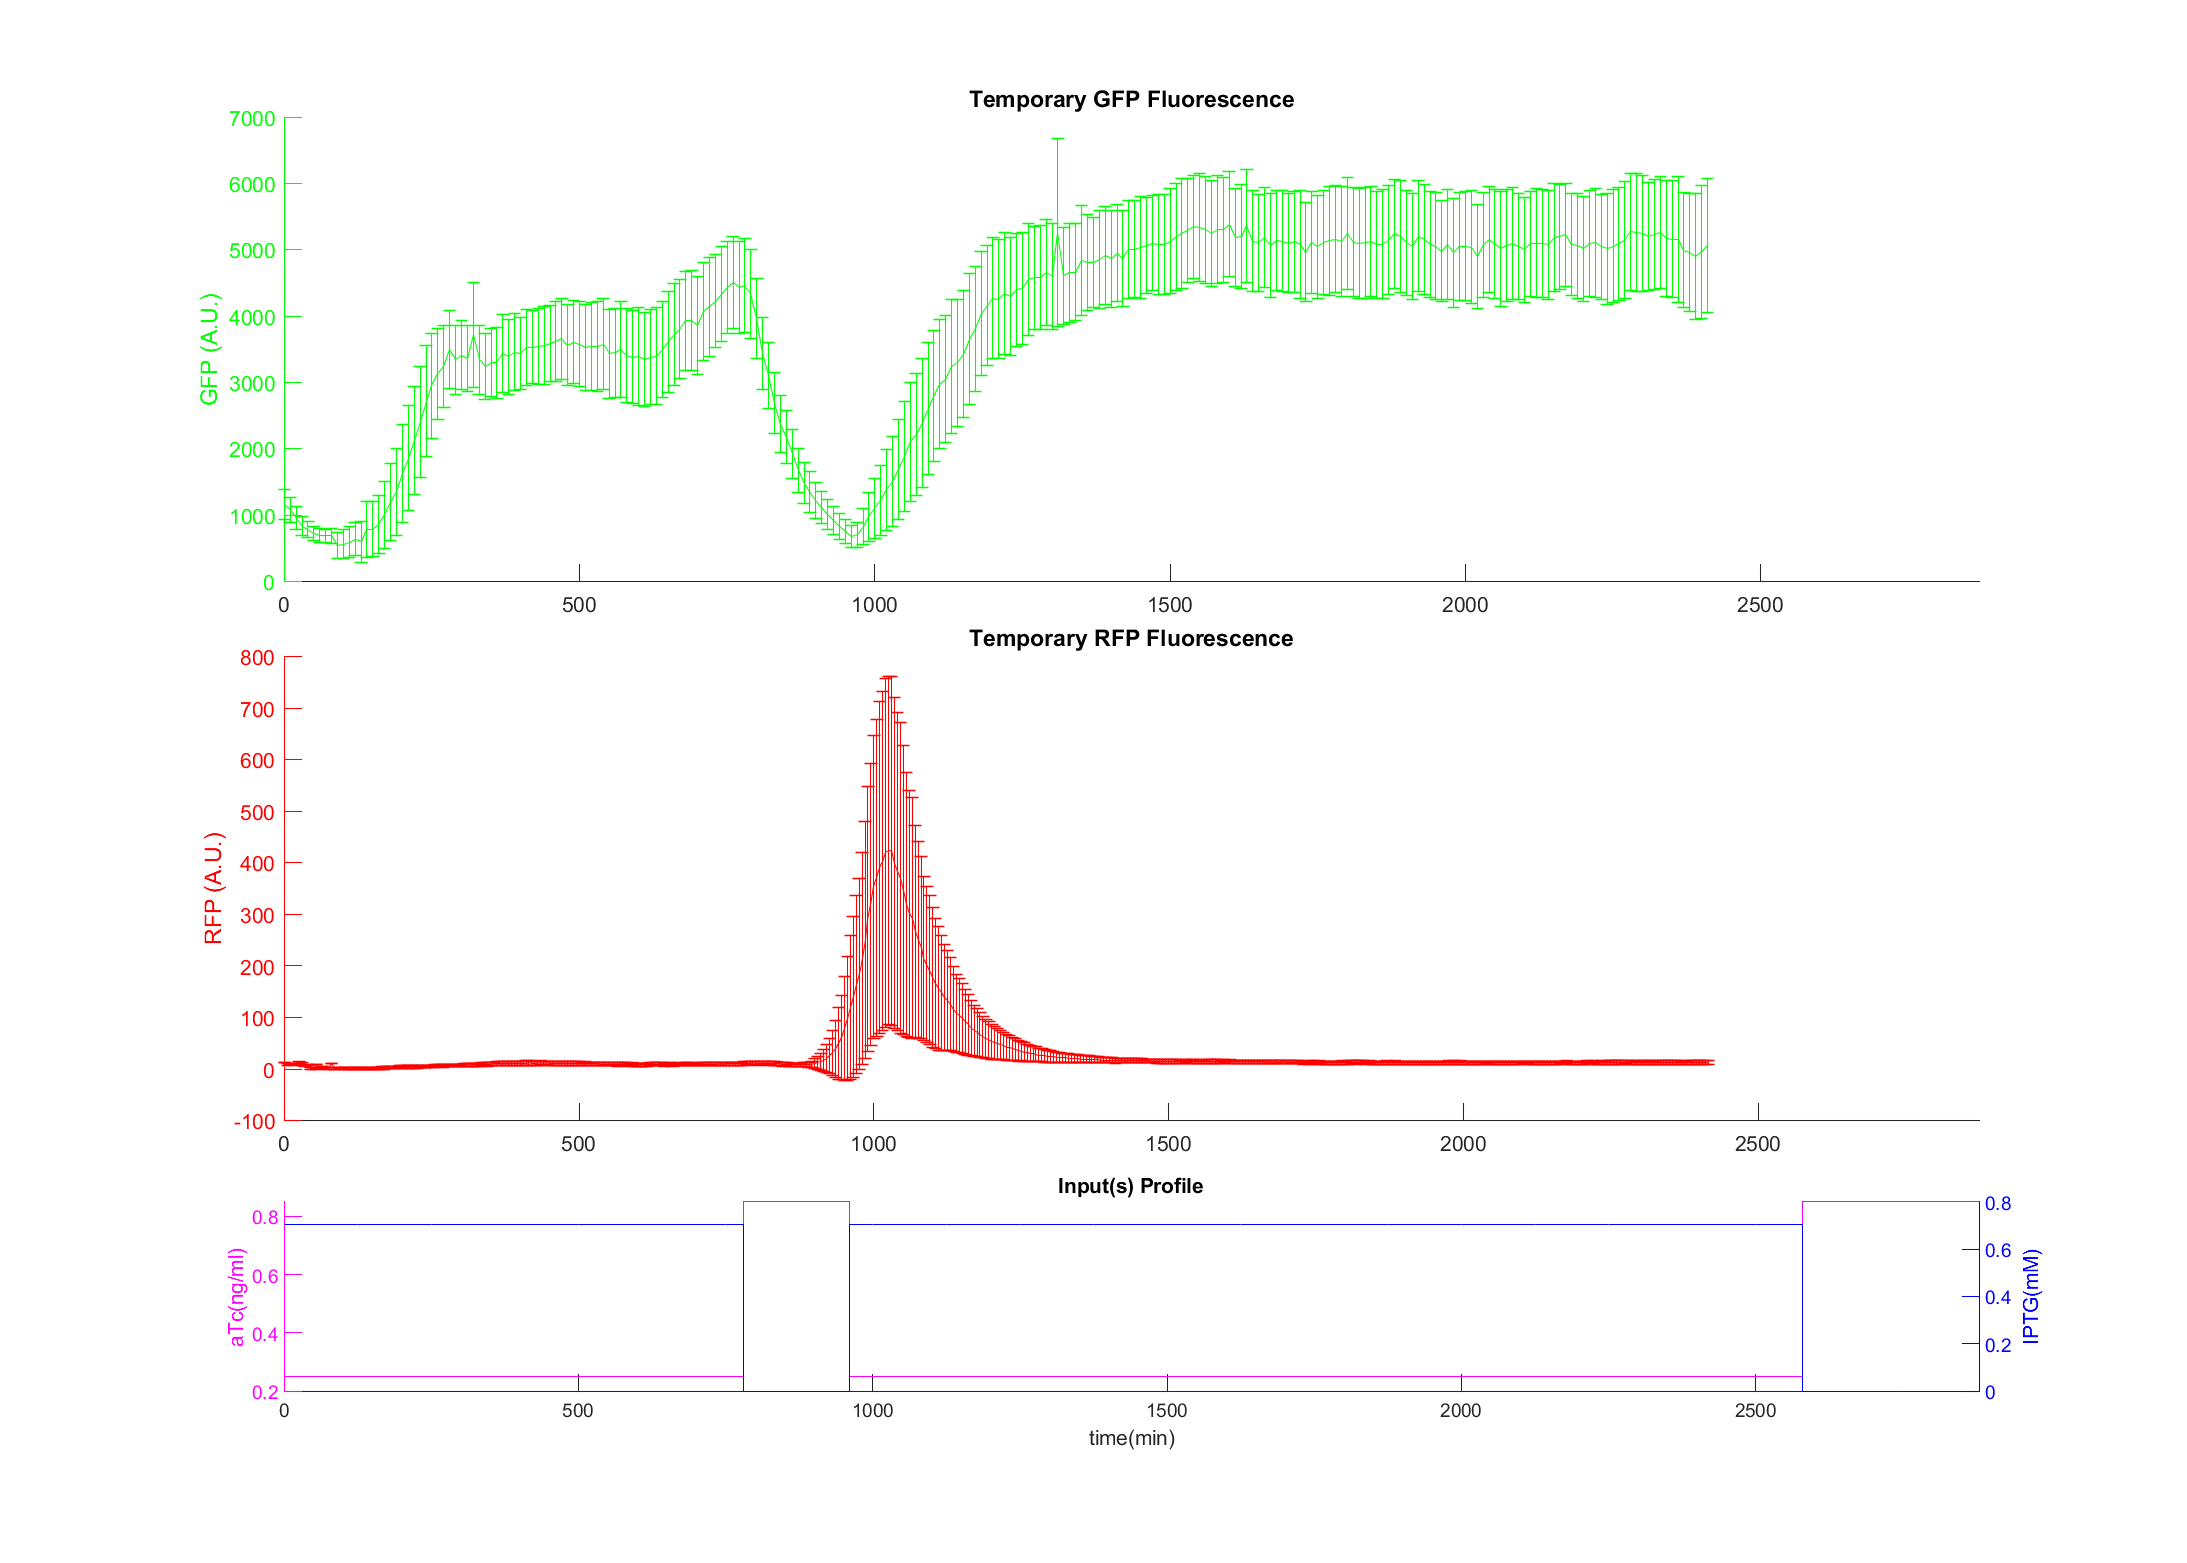 Temporary GFP Fluorescence
7000
6000
5000
4000
3000
2000
1000
0
GFP (A.U.)
0 500 1000 1500 2000 2500
Temporary RFP Fluorescence
800
700
600
500
400
300
200
100
0
-100
RFP (A.U.)
0 500 1000 1500 2000 2500
Input(s) Profile
0.8
0.6
0.4
0.2
aTc(ng/ml)
0.8
0.6
0.4
0.2
0
IPTG(mM)
0 500 1000 1500 2000 2500
time(min)